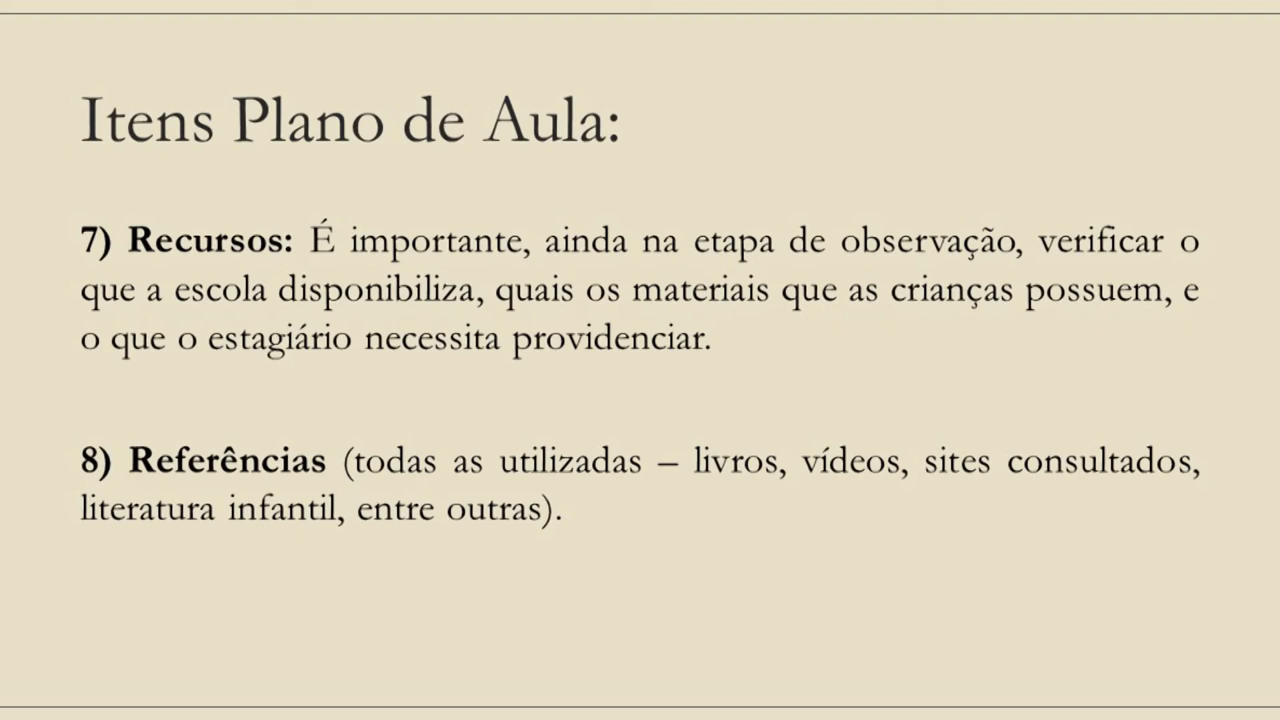 Itens Plano de Aula:
7) Recursos: É importante, ainda na etapa de observação, verificar o
que a escola disponibiliza, quais os materiais que as crianças possuem, e
o que o estagiário necessita providenciar.
8) Referências (todas as utilizadas – livros, vídeos, sites consultados,
literatura infantil, entre outras).